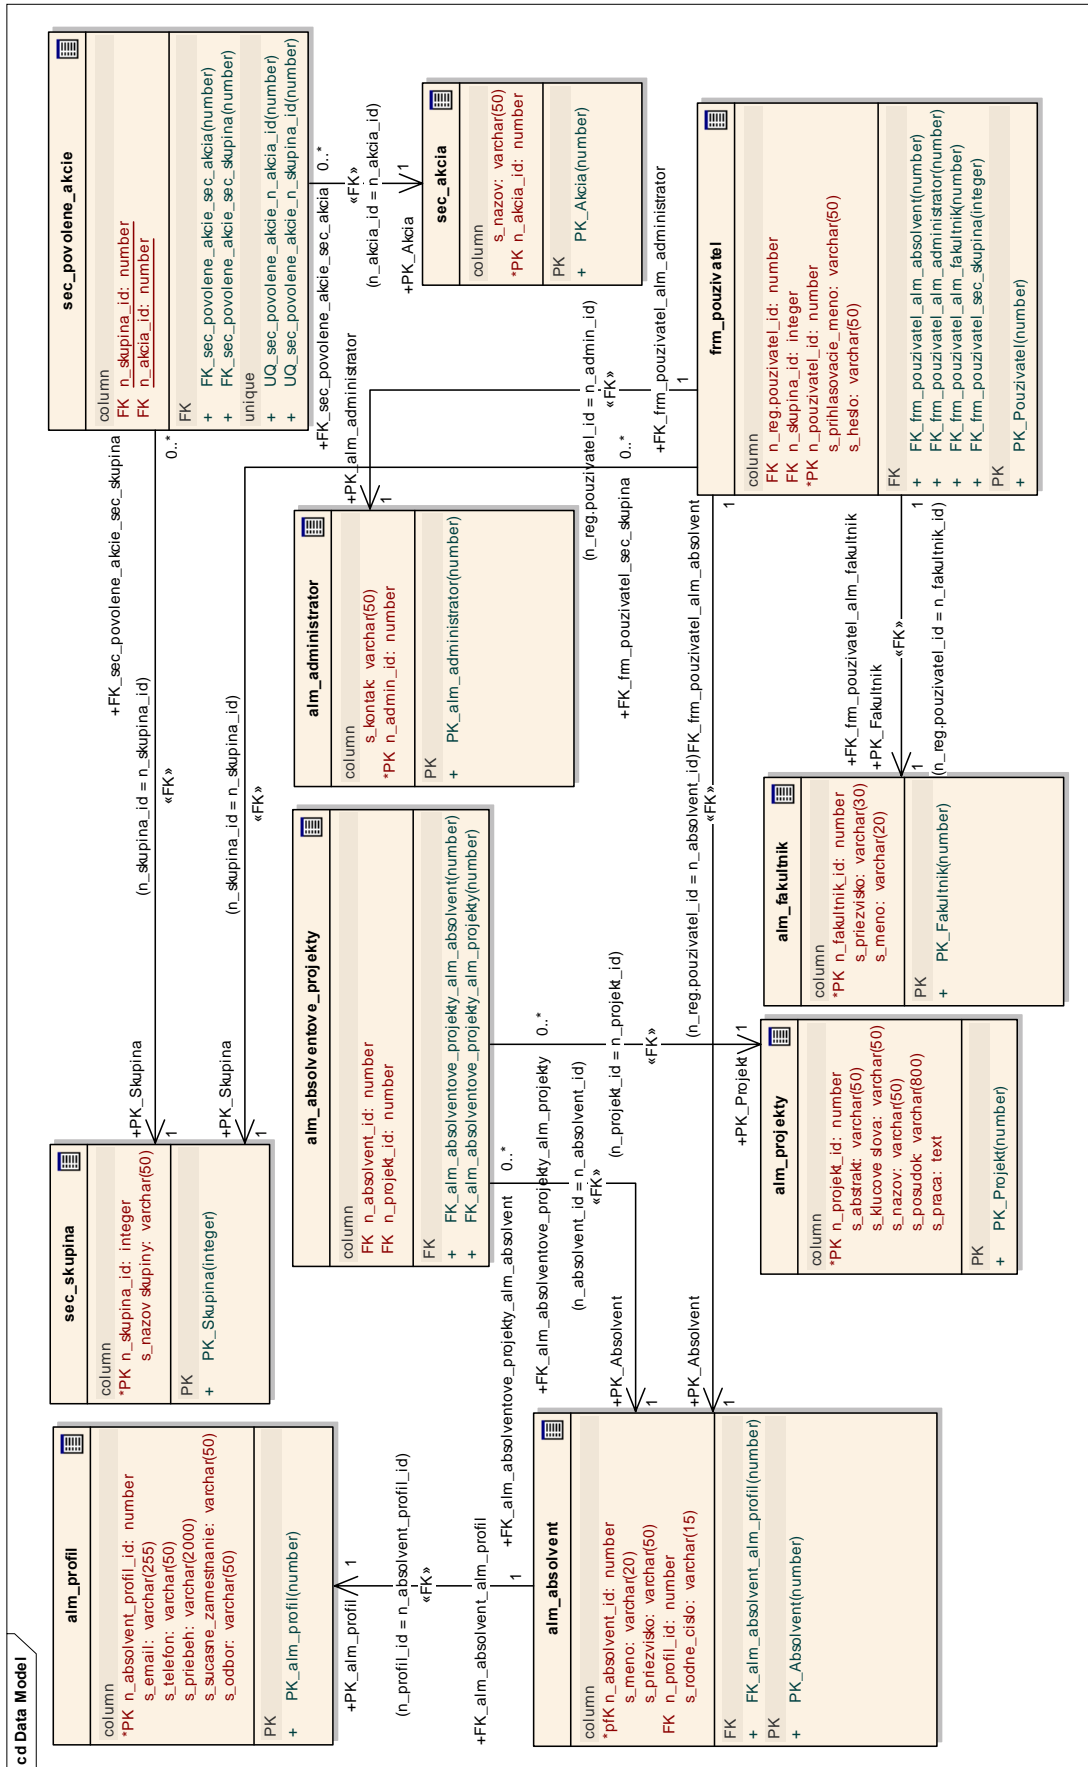 cd Data Model
alm_profil
column
*PK n_absolvent_profil_id: number
s_email: varchar(255)
s_telefon: varchar(50)
s_priebeh: varchar(2000)
s_sucasne_zamestnanie: varchar(50)
s_odbor: varchar(50)
PK
+ PK_alm_profil(number)
sec_skupina
column
*PK n_skupina_id: integer
s_nazov skupiny: varchar(50)
PK
+ PK_Skupina(integer)
sec_povolene_akcie
column
FK n_skupina_id: number
FK n_akcia_id: number
FK
+ FK_sec_povolene_akcie_sec_akcia(number)
+ FK_sec_povolene_akcie_sec_skupina(number)
unique
+ UQ_sec_povolene_akcie_n_akcia_id(number)
+ UQ_sec_povolene_akcie_n_skupina_id(number)
+PK_Skupina
1
(n_skupina_id = n_skupina_id)
«FK»
+FK_sec_povolene_akcie_sec_skupina
0..*
+PK_Skupina
1
(n_skupina_id = n_skupina_id)
«FK»
+FK_sec_povolene_akcie_sec_akcia
0..*
(n_akcia_id = n_akcia_id)
«FK»
+PK_Akcia
1
sec_akcia
column
s_nazov: varchar(50)
*PK n_akcia_id: number
PK
+ PK_Akcia(number)
alm_administrator
column
s_kontak: varchar(50)
*PK n_admin_id: number
PK
+ PK_alm_administrator(number)
+PK_alm_administrator
1
(n_reg.pouzivatel_id = n_admin_id)
«FK»
+FK_frm_pouzivatel_sec_skupina
0..*
+FK_frm_pouzivatel_alm_administrator
1
alm_absolventove_projekty
column
FK n_absolvent_id: number
FK n_projekt_id: number
FK
+ FK_alm_absolventove_projekty_alm_absolvent(number)
+ FK_alm_absolventove_projekty_alm_projekty(number)
+PK_alm_profil
1
(n_profil_id = n_absolvent_profil_id)
«FK»
+FK_alm_absolvent_alm_profil
1
+FK_alm_absolventove_projekty_alm_absolvent
0..*
+FK_alm_absolventove_projekty_alm_projekty
0..*
(n_absolvent_id = n_absolvent_id)
«FK»
(n_projekt_id = n_projekt_id)
«FK»
+PK_Absolvent
1
+PK_Absolvent
1
(n_reg.pouzivatel_id = n_absolvent_id)
«FK»
FK_frm_pouzivatel_alm_absolvent
1
+PK_Projekt
1
alm_absolvent
column
*pfK n_absolvent_id: number
s_meno: varchar(20)
s_priezvisko: varchar(50)
FK n_profil_id: number
s_rodne_cislo: varchar(15)
FK
+ FK_alm_absolvent_alm_profil(number)
PK
+ PK_Absolvent(number)
alm_projekty
column
*PK n_projekt_id: number
s_abstrakt: varchar(50)
s_klucove slova: varchar(50)
s_nazov: varchar(50)
s_posudok: varchar(800)
s_praca: text
PK
+ PK_Projekt(number)
alm_fakultnik
column
*PK n_fakultnik_id: number
s_priezvisko: varchar(30)
s_meno: varchar(20)
PK
+ PK_Fakultnik(number)
+FK_frm_pouzivatel_alm_fakultnik
1
+PK_Fakultnik
1
«FK»
(n_reg.pouzivatel_id = n_fakultnik_id)
frm_pouzivatel
column
FK n_reg.pouzivatel_id: number
FK n_skupina_id: integer
*PK n_pouzivatel_id: number
s_prihlasovacie_meno: varchar(50)
s_heslo: varchar(50)
FK
+ FK_frm_pouzivatel_alm_absolvent(number)
+ FK_frm_pouzivatel_alm_administrator(number)
+ FK_frm_pouzivatel_alm_fakultnik(number)
+ FK_frm_pouzivatel_sec_skupina(integer)
PK
+ PK_Pouzivatel(number)